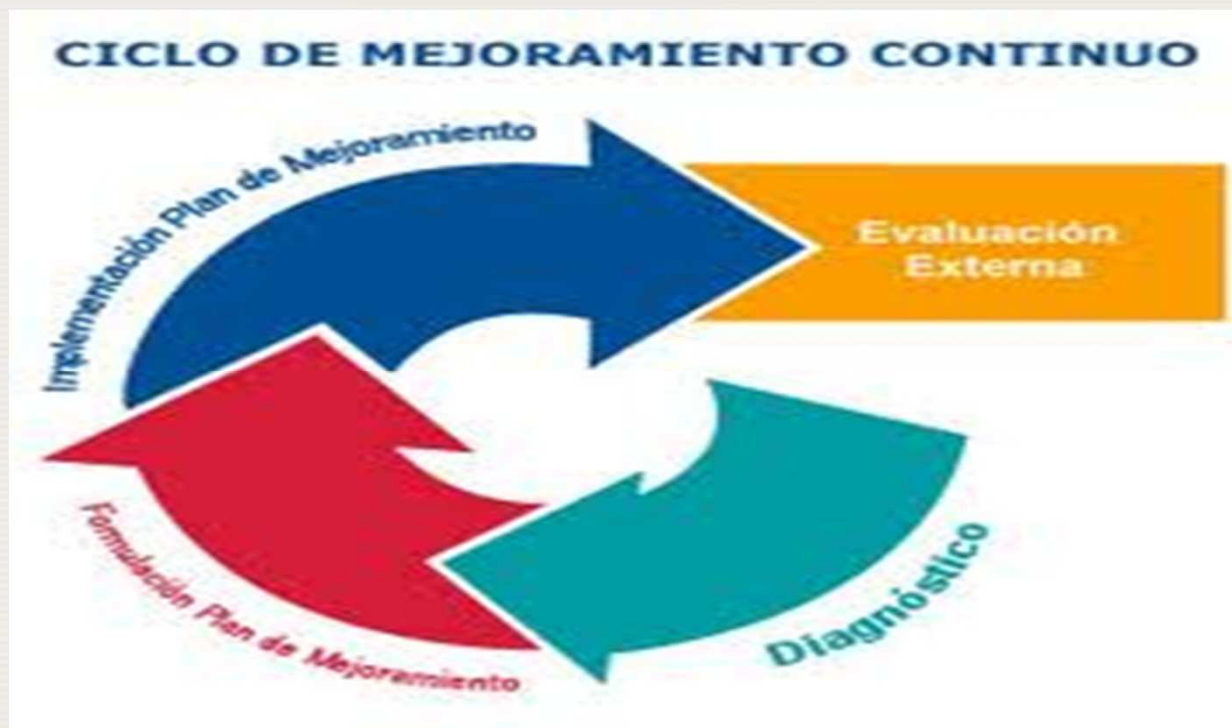 CICLO DE MEJORAMIENTO CONTINUO
Implementación Plan de Mejoramiento
Evaluación
Externa
Formulación Plan de Mejoramiento
Diagnóstico